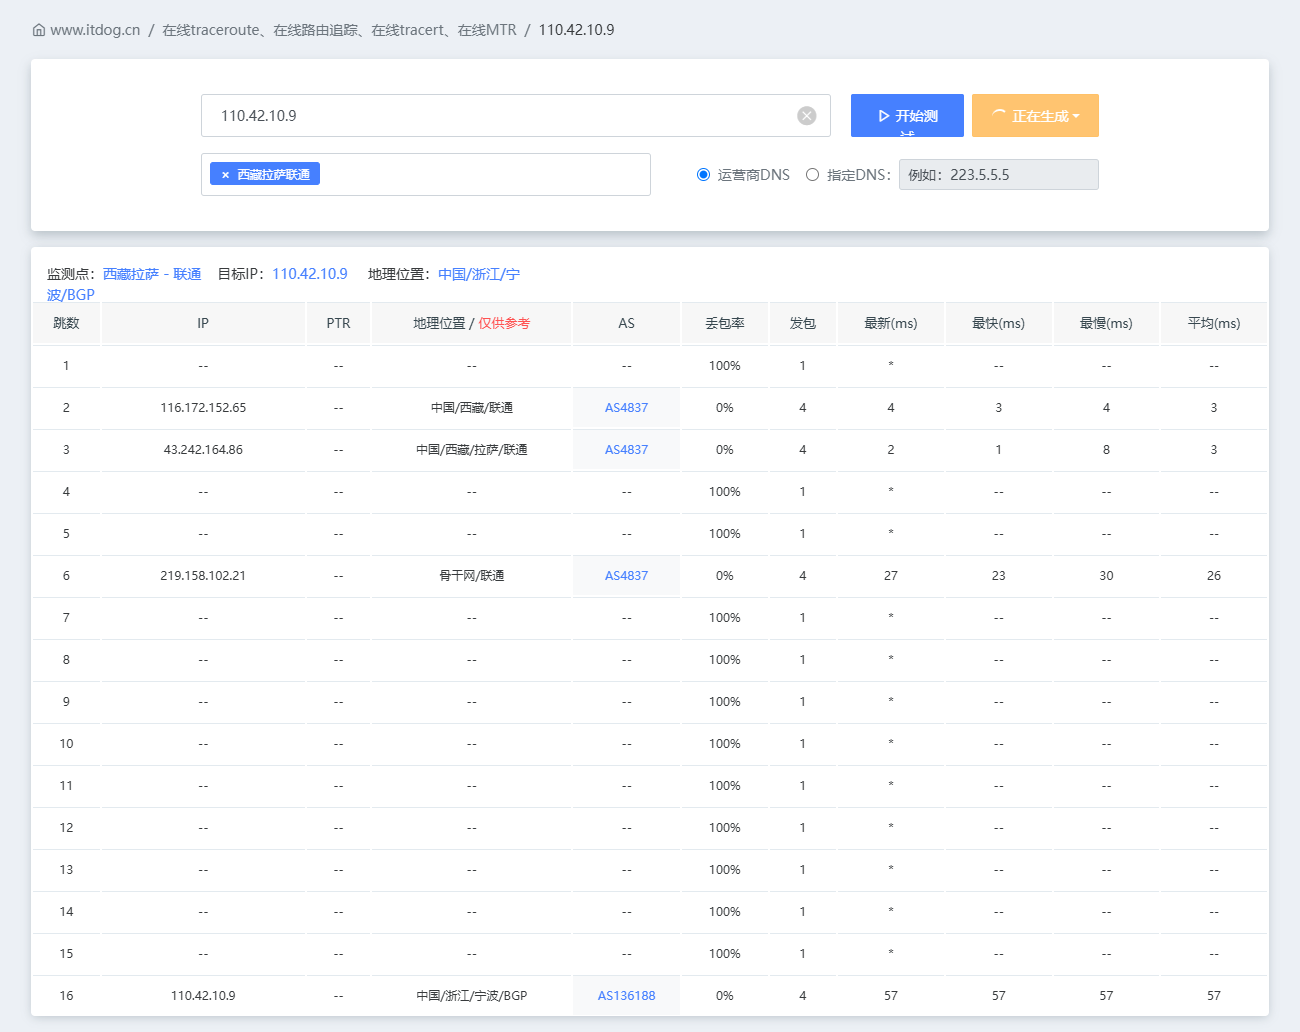 www.itdog.cn / 在线traceroute、在线路由追踪、在线tracert、在线MTR / 110.42.10.9
110.42.10.9 开始测试 正在生成
× 西藏拉萨联通 运营商DNS 指定DNS: 例如：223.5.5.5
监测点：西藏拉萨 - 联通 目标IP：110.42.10.9 地理位置：中国/浙江/宁
波/BGP
跳数 IP PTR 地理位置 / 仅供参考 AS 丢包率 发包 最新(ms) 最快(ms) 最慢(ms) 平均(ms)
1 -- -- -- -- 100% 1 * -- -- --
2 116.172.152.65 -- 中国/西藏/联通 AS4837 0% 4 4 3 4 3
3 43.242.164.86 -- 中国/西藏/拉萨/联通 AS4837 0% 4 2 1 8 3
4 -- -- -- -- 100% 1 * -- -- --
5 -- -- -- -- 100% 1 * -- -- --
6 219.158.102.21 -- 骨干网/联通 AS4837 0% 4 27 23 30 26
7 -- -- -- -- 100% 1 * -- -- --
8 -- -- -- -- 100% 1 * -- -- --
9 -- -- -- -- 100% 1 * -- -- --
10 -- -- -- -- 100% 1 * -- -- --
11 -- -- -- -- 100% 1 * -- -- --
12 -- -- -- -- 100% 1 * -- -- --
13 -- -- -- -- 100% 1 * -- -- --
14 -- -- -- -- 100% 1 * -- -- --
15 -- -- -- -- 100% 1 * -- -- --
16 110.42.10.9 -- 中国/浙江/宁波/BGP AS136188 0% 4 57 57 57 57